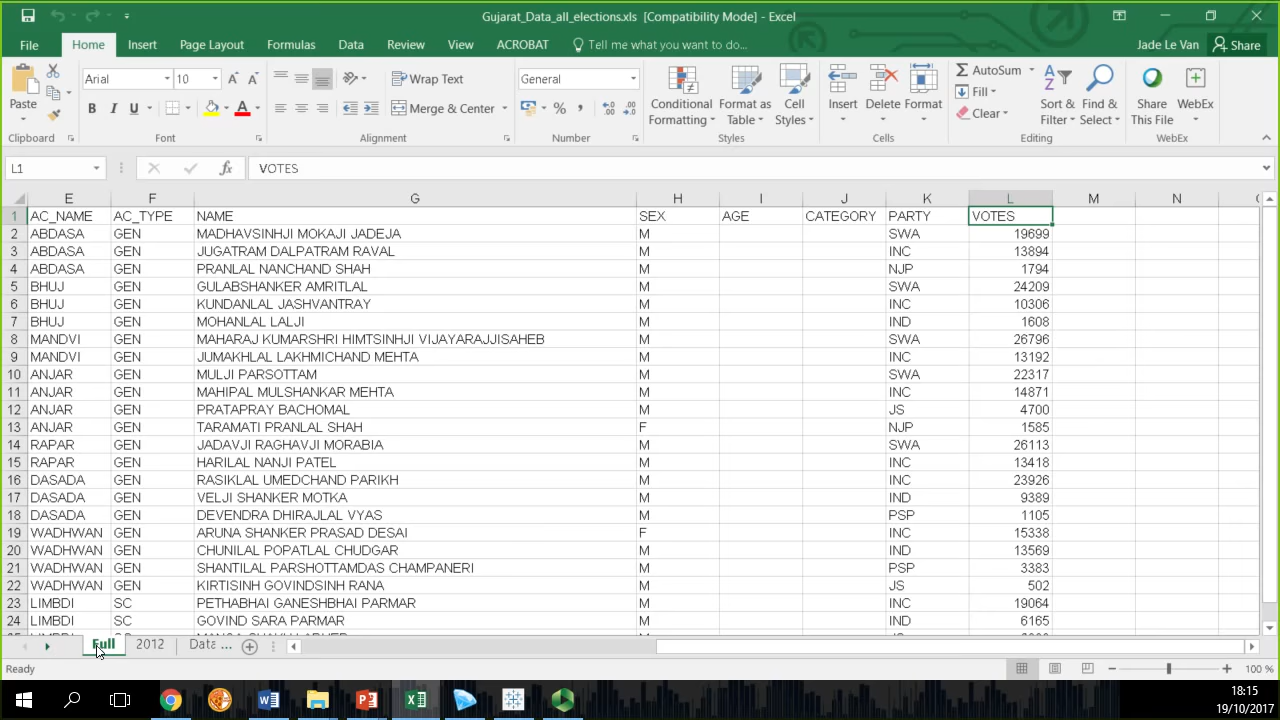 Gujarat_Data_all_elections.xls [Compatibility Mode] - Excel
File Home Insert Page Layout Formulas Data Review View ACROBAT Tell me what you want to do... Jade Le Van Share
Arial 10 Wrap Text General AutoSum
Paste B I U Merge & Center % Conditional Formatting Format as Table Cell Styles Insert Delete Format Fill Clear Sort & Filter Find & Select Share This File WebEx
Clipboard Font Alignment Number Styles Cells Editing WebEx
L1 fx VOTES
E F G H I J K L M N
1 AC_NAME AC_TYPE NAME SEX AGE CATEGORY PARTY VOTES
2 ABDASA GEN MADHAVSINHJI MOKAJI JADEJA M SWA 19699
3 ABDASA GEN JUGATRAM DALPATRAM RAVAL M INC 13894
4 ABDASA GEN PRANLAL NANCHAND SHAH M NJP 1794
5 BHUJ GEN GULABSHANKER AMRITLAL M SWA 24209
6 BHUJ GEN KUNDANLAL JASHVANTRAY M INC 10306
7 BHUJ GEN MOHANLAL LALJI M IND 1608
8 MANDVI GEN MAHARAJ KUMARSHRI HIMTSINHJI VIJAYARAJJISAHEB M SWA 26796
9 MANDVI GEN JUMAKHLAL LAKHMICHAND MEHTA M INC 13192
10 ANJAR GEN MULJI PARSOTTAM M SWA 22317
11 ANJAR GEN MAHIPAL MULSHANKAR MEHTA M INC 14871
12 ANJAR GEN PRATAPRAY BACHOMAL M JS 4700
13 ANJAR GEN TARAMATI PRANLAL SHAH F NJP 1585
14 RAPAR GEN JADAVJI RAGHAVJI MORABIA M SWA 26113
15 RAPAR GEN HARILAL NANJI PATEL M INC 13418
16 DASADA GEN RASIKLAL UMEDCHAND PARIKH M INC 23926
17 DASADA GEN VELJI SHANKER MOTKA M IND 9389
18 DASADA GEN DEVENDRA DHIRAJLAL VYAS M PSP 1105
19 WADHWAN GEN ARUNA SHANKER PRASAD DESAI F INC 15338
20 WADHWAN GEN CHUNILAL POPATLAL CHUDGAR M IND 13569
21 WADHWAN GEN SHANTILAL PARSHOTTAMDAS CHAMPANERI M PSP 3383
22 WADHWAN GEN KIRTISINH GOVINDSINH RANA M JS 502
23 LIMBDI SC PETHABHAI GANESHBHAI PARMAR M INC 19064
24 LIMBDI SC GOVIND SARA PARMAR M IND 6165
Full 2012 Data ...
Ready 100 %
18:15
19/10/2017